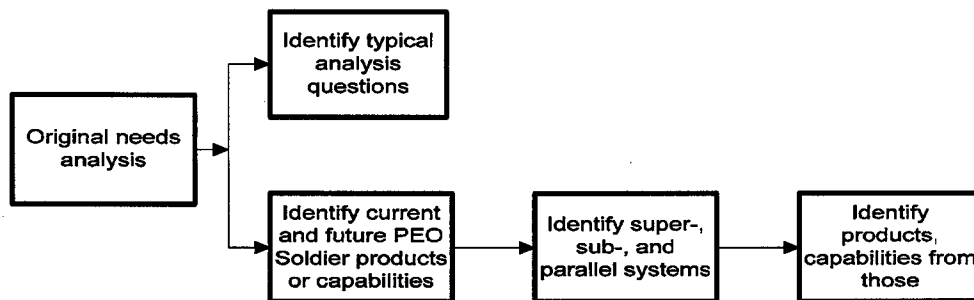 Identify typical
analysis
questions
Original needs
analysis
Identify current
and future PEO
Soldier products
or capabilities
Identify super-,
sub-, and
parallel systems
Identify
products,
capabilities from
those